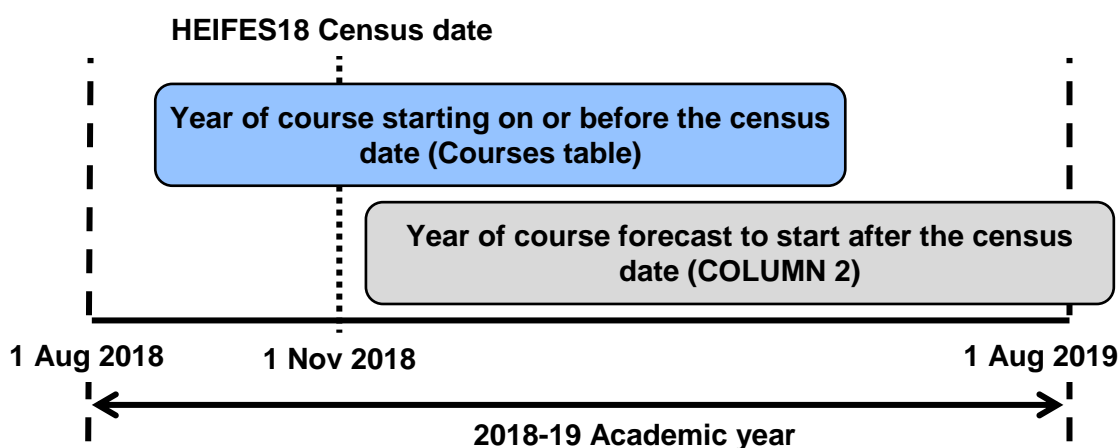 HEIFES18 Census date
Year of course starting on or before the census
date (Courses table)
Year of course forecast to start after the census
date (COLUMN 2)
1 Aug 2018
1 Nov 2018
1 Aug 2019
2018-19 Academic year